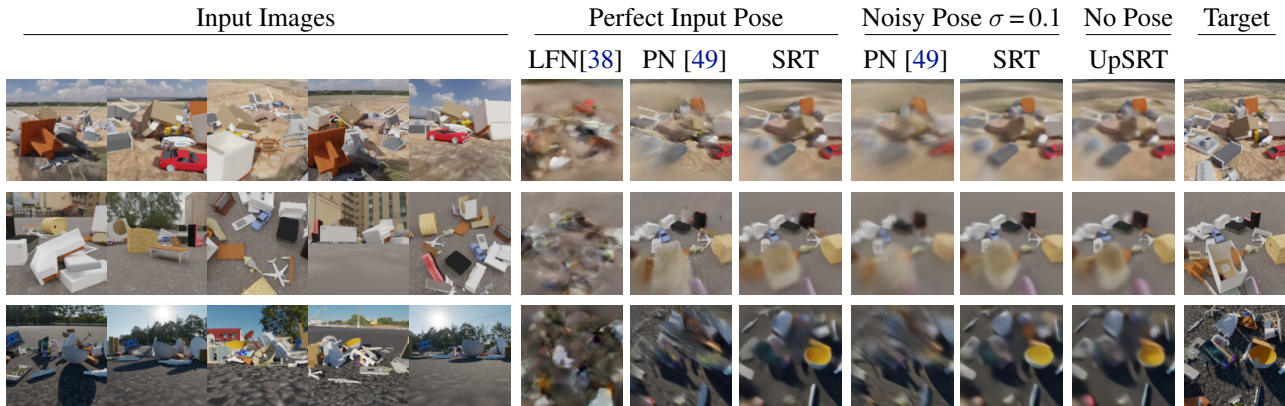 Input Images Perfect Input Pose Noisy Pose σ = 0.1 No Pose Target
LFN[38] PN [49] SRT PN [49] SRT UpSRT